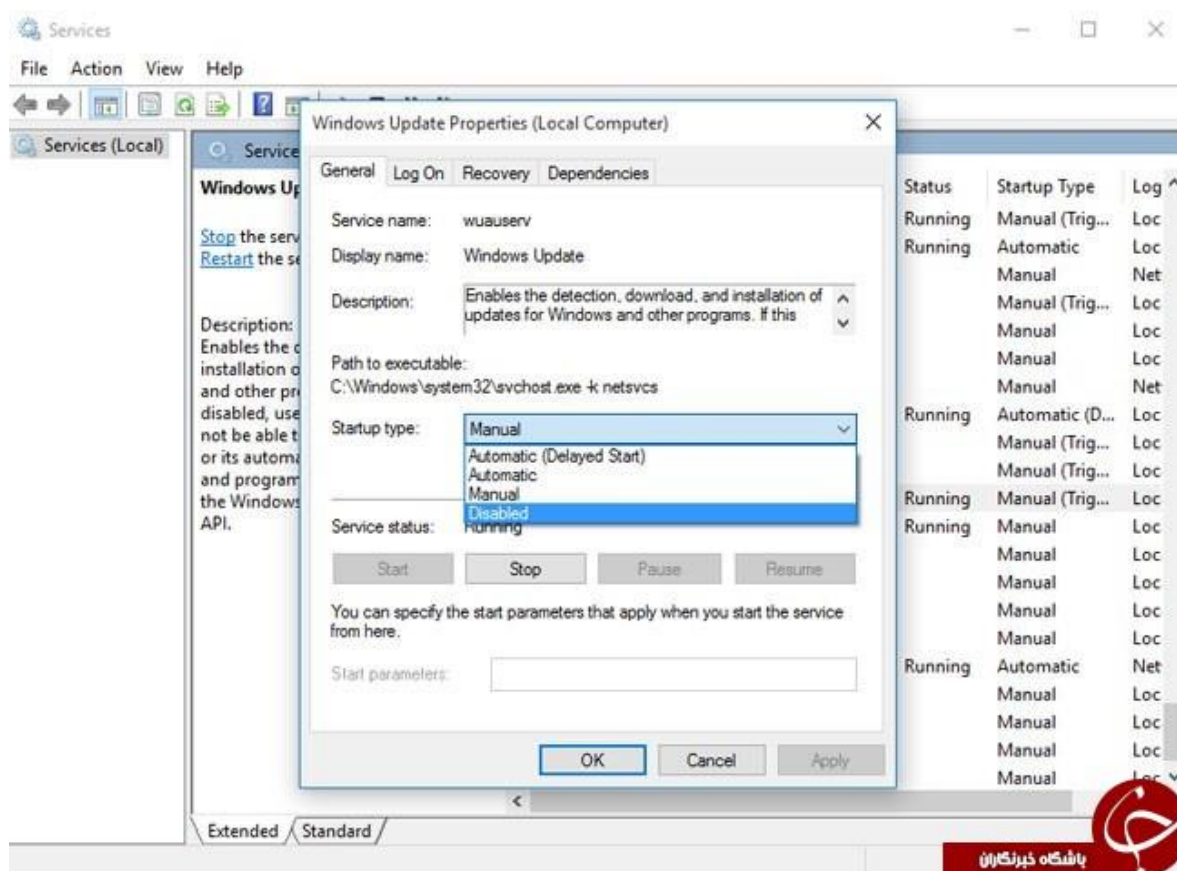 Services
File Action View Help
Services (Local)
Windows Update Properties (Local Computer)
General Log On Recovery Dependencies
Service name: wuauserv
Display name: Windows Update
Description: Enables the detection, download, and installation of
updates for Windows and other programs. If this
Path to executable:
C:\Windows\system32\svchost.exe -k netsvcs
Startup type: Manual
Automatic (Delayed Start)
Automatic
Manual
Disabled
Service status: Running
Start Stop Pause Resume
You can specify the start parameters that apply when you start the service
from here.
Start parameters:
OK Cancel Apply
Windows
Stop the
Restart the
Description:
Enables the
installation
and other
disabled,
not be able
or its
and
the Windows
API.
Status Startup Type Log
Running Manual (Trig... Loc
Running Automatic Loc
Manual Net
Manual (Trig... Loc
Manual Loc
Manual Loc
Manual Net
Running Automatic (D... Loc
Manual (Trig... Loc
Manual (Trig... Loc
Running Manual (Trig... Loc
Running Manual Loc
Manual Loc
Manual Loc
Manual Loc
Manual Loc
Running Automatic Net
Manual Loc
Manual Loc
Manual Loc
Manual Loc
Extended Standard
باشگاه خبرنگاران